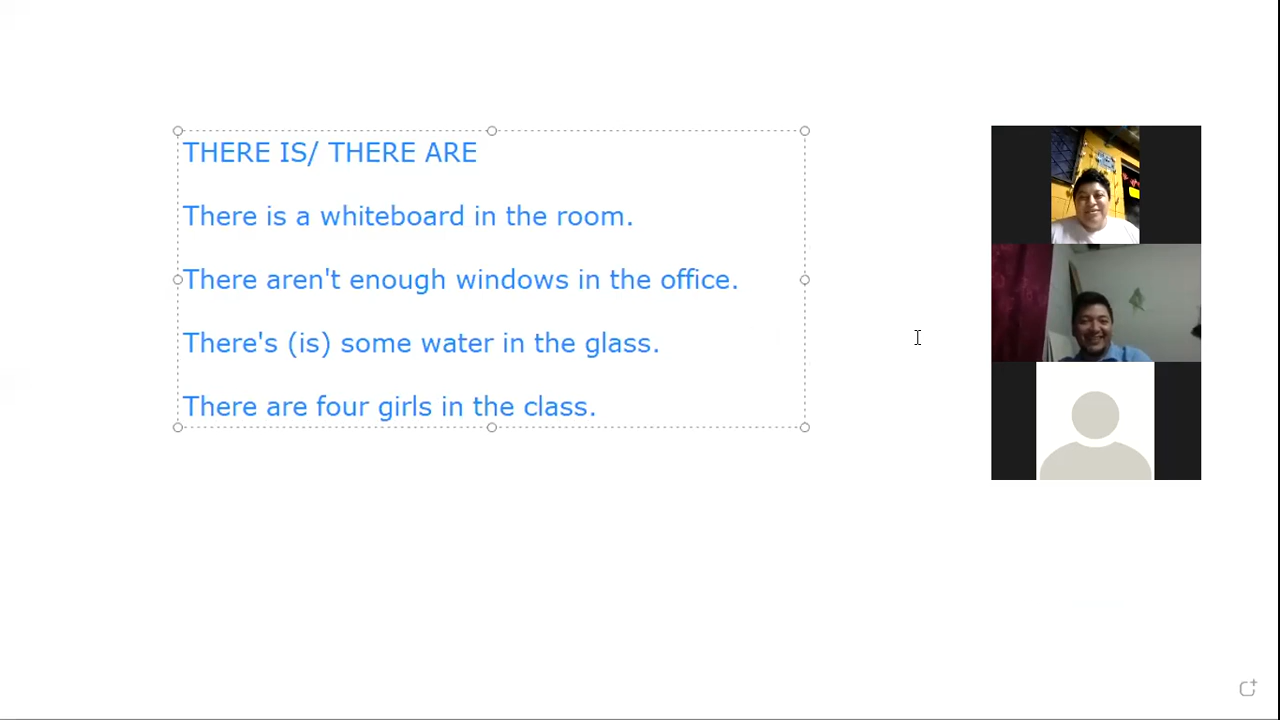 THERE IS/ THERE ARE
There is a whiteboard in the room.
There aren't enough windows in the office.
There's (is) some water in the glass.
There are four girls in the class.